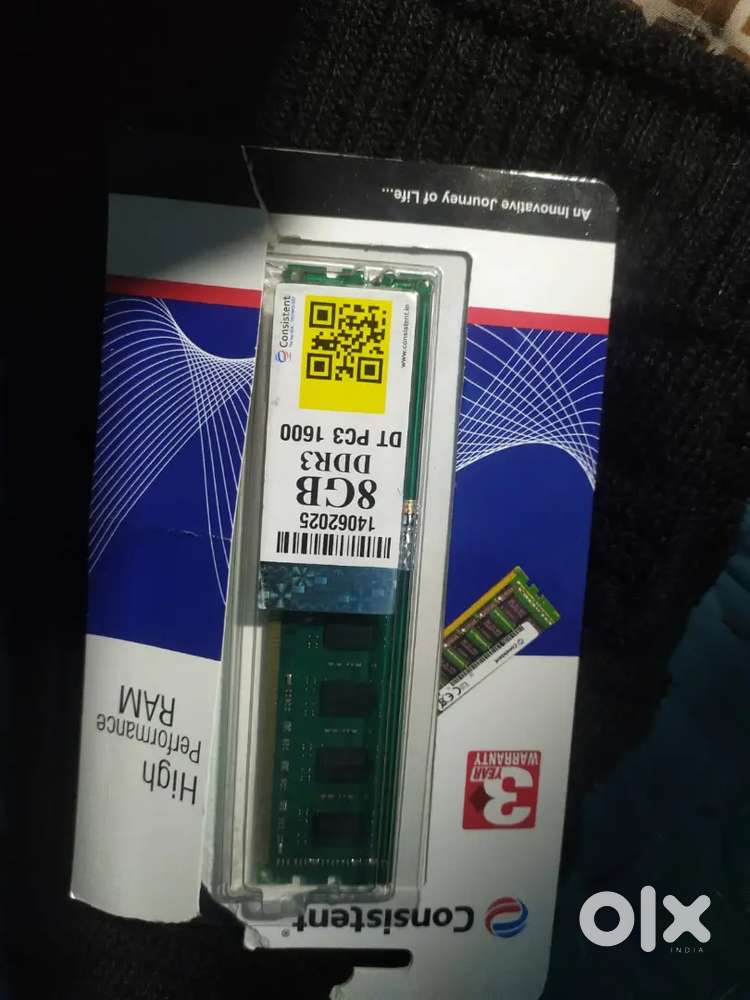 Consistent®
3
YEAR
WARRANTY
High
Performance
RAM
14062025
8GB
DDR3
DT PC3 1600
Consistent
www.consistent.in
Consistent
An Innovative Journey of Life...
olx
INDIA